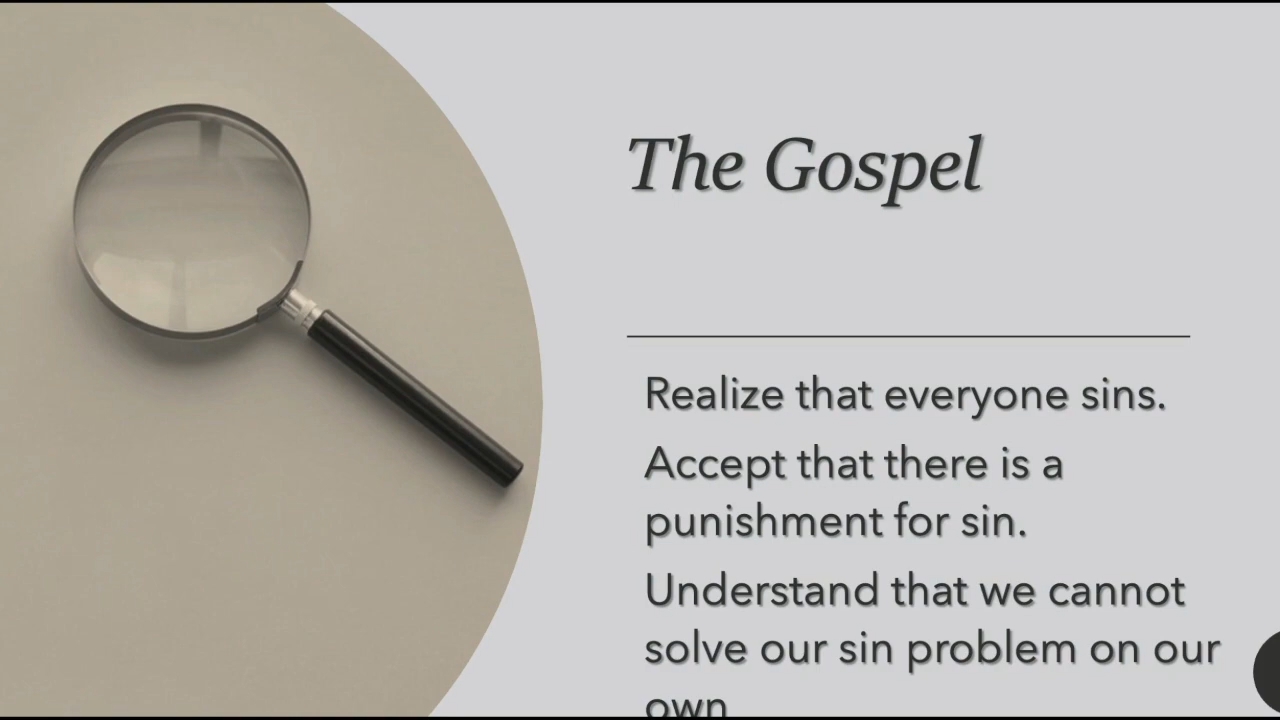 The Gospel
Realize that everyone sins.
Accept that there is a
punishment for sin.
Understand that we cannot
solve our sin problem on our
own